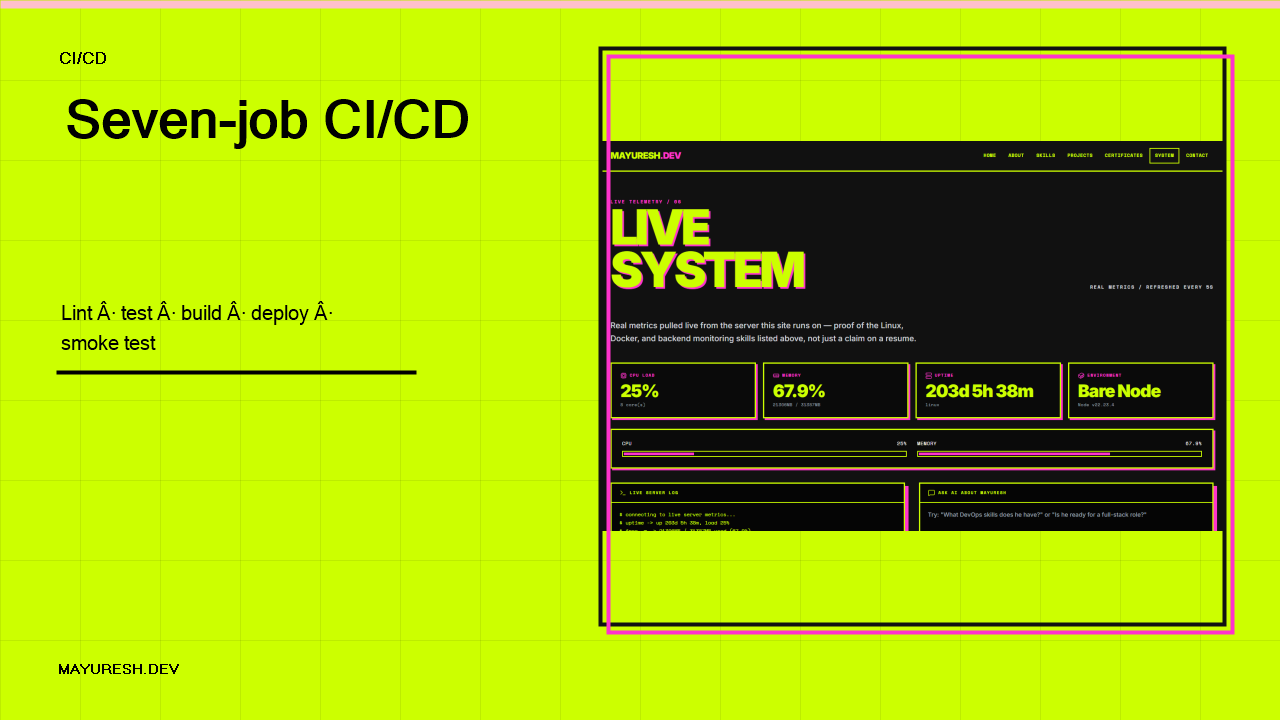 CI/CD
Seven-job CI/CD
Lint Â· test Â· build Â· deploy Â·
smoke test
MAYURESH.DEV
MAYURESH.DEV
HOME ABOUT SKILLS PROJECTS CERTIFICATES SYSTEM CONTACT
LIVE TELEMETRY /
LIVE
SYSTEM
REAL METRICS / REFRESHED EVERY 5S
Real metrics pulled live from the server this site runs on — proof of the Linux,
Docker, and backend monitoring skills listed above, not just a claim on a resume.
CPU LOAD
25%
MEMORY
67.9%
UPTIME
203d 5h 38m
linux
ENVIRONMENT
Bare Node
CPU 25%
MEMORY 67.9%
LIVE SERVER LOG
# connecting to live server metrics...
# uptime -> up 203d 5h 38m, load 25%
ASK AI ABOUT MAYURESH
Try: "What DevOps skills does he have?" or "Is he ready for a full-stack role?"